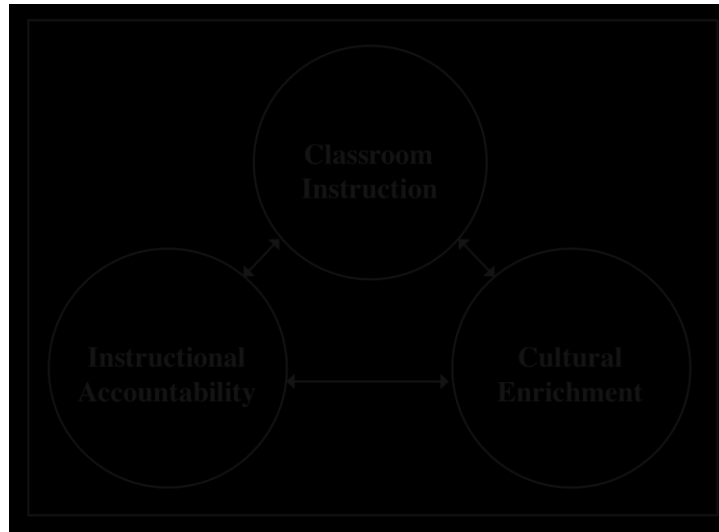 Classroom
Instruction
Instructional
Accountability
Cultural
Enrichment